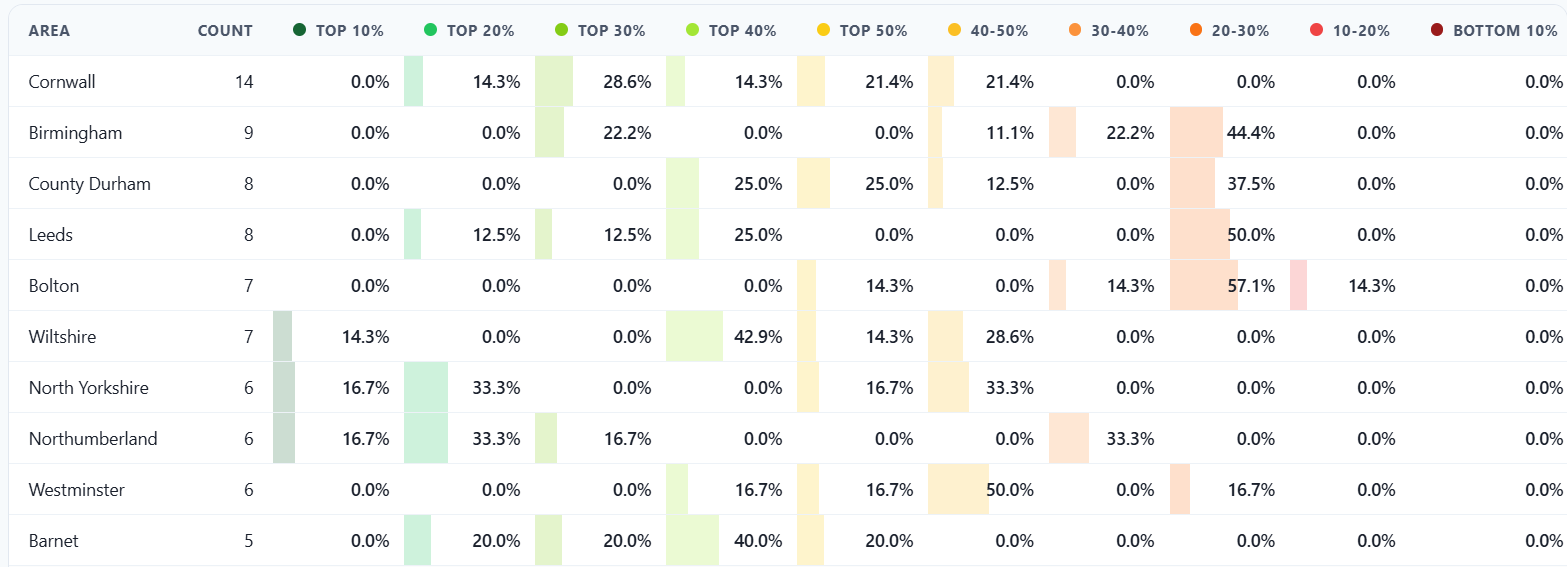 AREA COUNT TOP 10% TOP 20% TOP 30% TOP 40% TOP 50% 40-50% 30-40% 20-30% 10-20% BOTTOM 10%
Cornwall 14 0.0% 14.3% 28.6% 14.3% 21.4% 21.4% 0.0% 0.0% 0.0% 0.0%
Birmingham 9 0.0% 0.0% 22.2% 0.0% 0.0% 11.1% 22.2% 44.4% 0.0% 0.0%
County Durham 8 0.0% 0.0% 0.0% 25.0% 25.0% 12.5% 0.0% 37.5% 0.0% 0.0%
Leeds 8 0.0% 12.5% 12.5% 25.0% 0.0% 0.0% 0.0% 50.0% 0.0% 0.0%
Bolton 7 0.0% 0.0% 0.0% 0.0% 14.3% 0.0% 14.3% 57.1% 14.3% 0.0%
Wiltshire 7 14.3% 0.0% 0.0% 42.9% 14.3% 28.6% 0.0% 0.0% 0.0% 0.0%
North Yorkshire 6 16.7% 33.3% 0.0% 0.0% 16.7% 33.3% 0.0% 0.0% 0.0% 0.0%
Northumberland 6 16.7% 33.3% 16.7% 0.0% 0.0% 0.0% 33.3% 0.0% 0.0% 0.0%
Westminster 6 0.0% 0.0% 0.0% 16.7% 16.7% 50.0% 0.0% 16.7% 0.0% 0.0%
Barnet 5 0.0% 20.0% 20.0% 40.0% 20.0% 0.0% 0.0% 0.0% 0.0% 0.0%